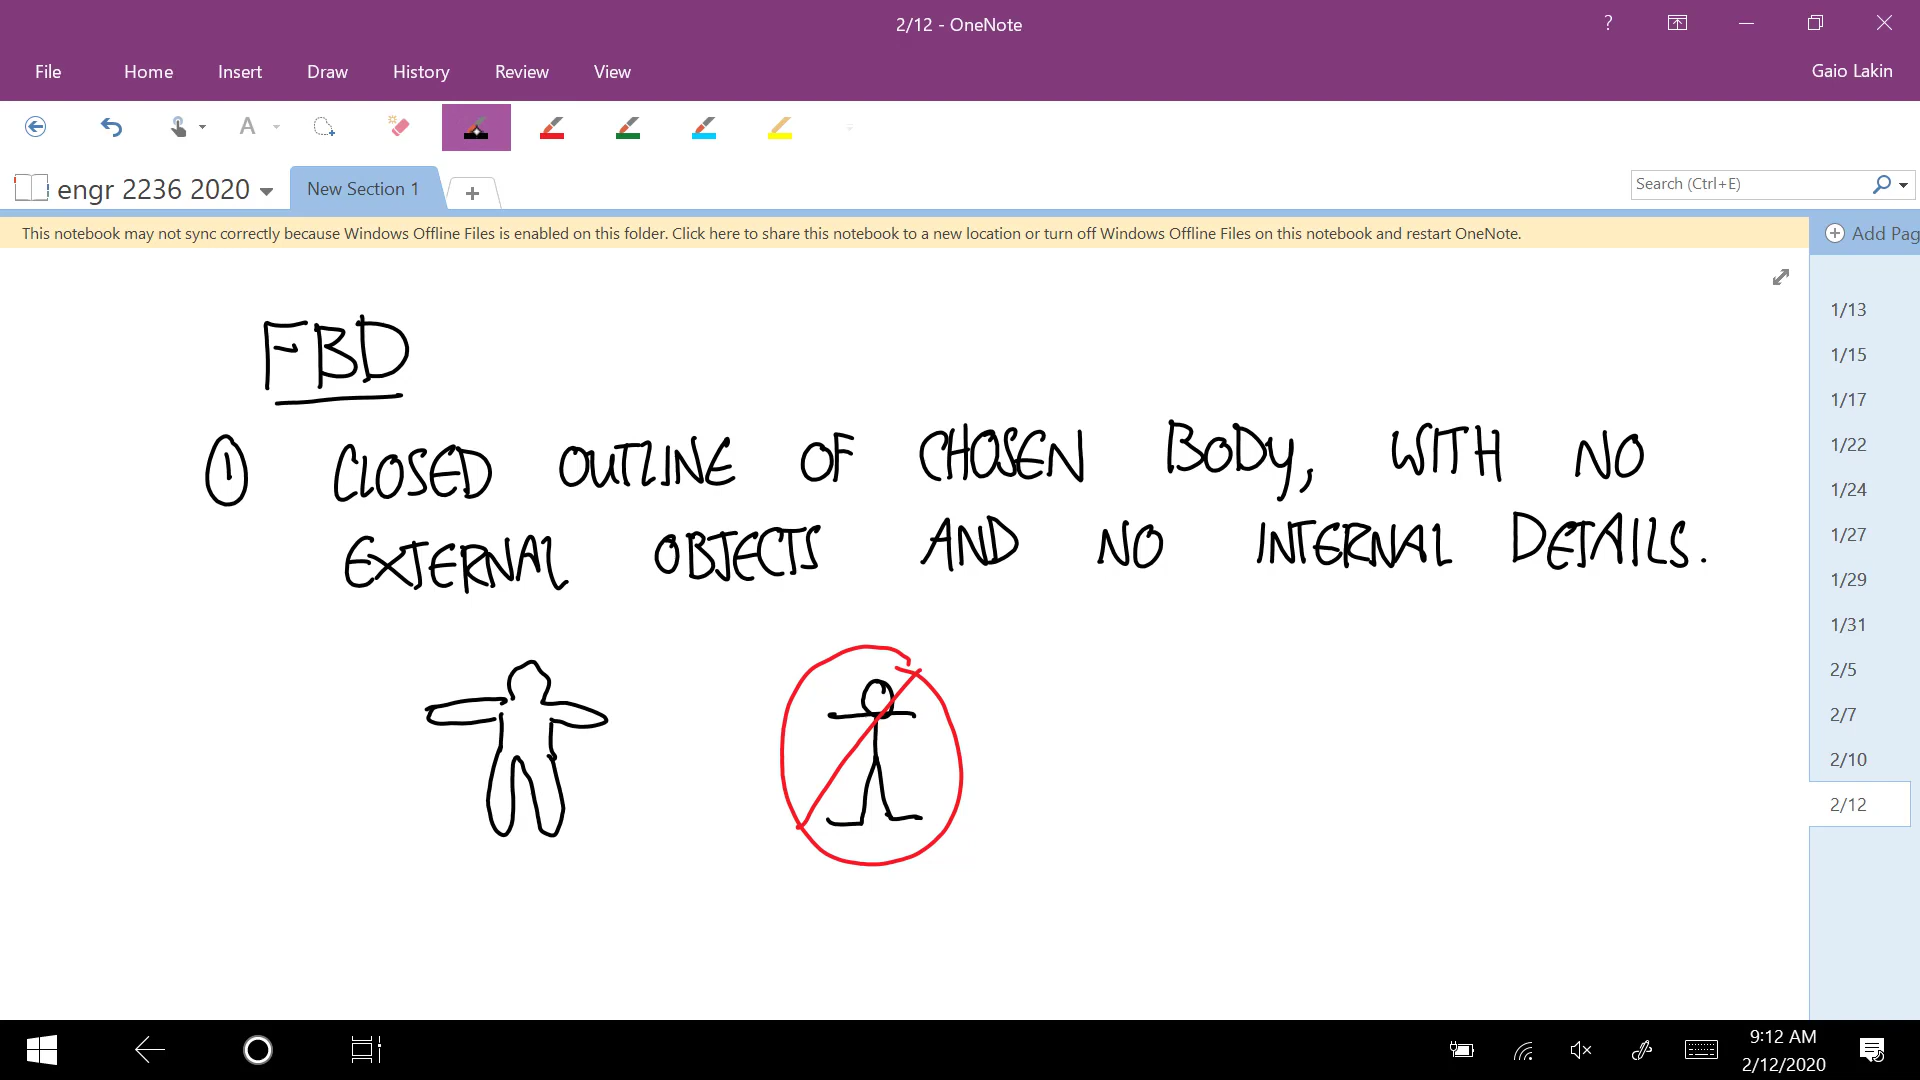 2/12 - OneNote
?
File Home Insert Draw History Review View
Gaio Lakin
A
engr 2236 2020
New Section 1
+
Search (Ctrl+E)
This notebook may not sync correctly because Windows Offline Files is enabled on this folder. Click here to share this notebook to a new location or turn off Windows Offline Files on this notebook and restart OneNote.
Add Pag
FBD
① CLOSED OUTLINE OF CHOSEN BODY, WITH NO
EXTERNAL OBJECTS AND NO INTERNAL DETAILS.
1/13
1/15
1/17
1/22
1/24
1/27
1/29
1/31
2/5
2/7
2/10
2/12
9:12 AM
2/12/2020